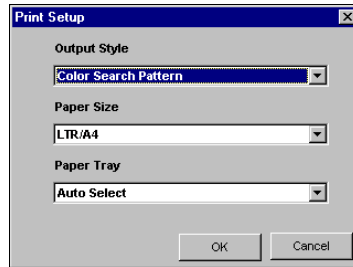 Print Setup
Output Style
Color Search Pattern
Paper Size
LTR/A4
Paper Tray
Auto Select
OK Cancel